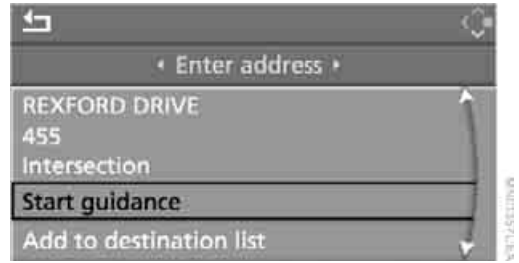 Enter address
REXFORD DRIVE
455
Intersection
Start guidance
Add to destination list